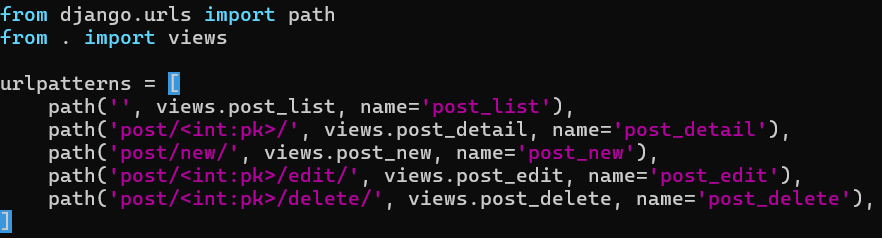 from django.urls import path
from . import views

urlpatterns = [
    path('', views.post_list, name='post_list'),
    path('post/<int:pk>/', views.post_detail, name='post_detail'),
    path('post/new/', views.post_new, name='post_new'),
    path('post/<int:pk>/edit/', views.post_edit, name='post_edit'),
    path('post/<int:pk>/delete/', views.post_delete, name='post_delete'),
]